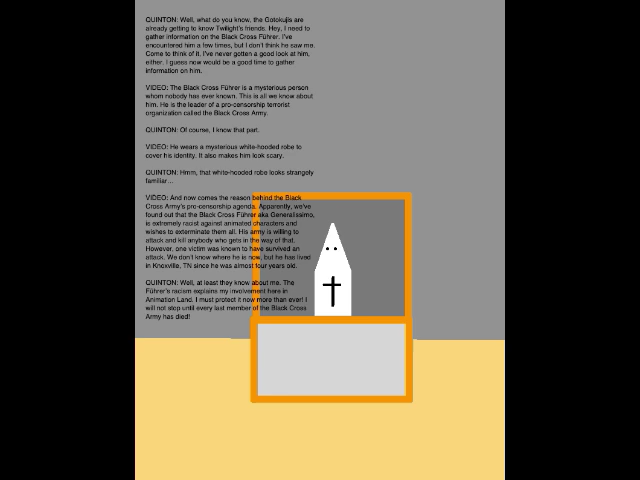 QUINTON: Well, what do you know, the Gotokujis are
already getting to know Twilight's friends. Hey, I need to
gather information on the Black Cross Führer. I've
encountered him a few times, but I don't think he saw me.
Come to think of it, I've never gotten a good look at him,
either. I guess now would be a good time to gather
information on him.
VIDEO: The Black Cross Führer is a mysterious person
whom nobody has ever known. This is all we know about
him. He is the leader of a pro-censorship terrorist
organization called the Black Cross Army.
QUINTON: Of course, I know that part.
VIDEO: He wears a mysterious white-hooded robe to
cover his identity. It also makes him look scary.
QUINTON: Hmm, that white-hooded robe looks strangely
familiar...
VIDEO: And now comes the reason behind the Black
Cross Army's pro-censorship agenda. Apparently, we've
found out that the Black Cross Führer aka Generalissimo,
is extremely racist against animated characters and
wishes to exterminate them all. His army is willing to
attack and kill anybody who gets in the way of that.
However, one victim was known to have survived an
attack. We don't know where he is now, but he has lived
in Knoxville, TN since he was almost four years old.
QUINTON: Well, at least they know about me. The
Führer's racism explains my involvement here in
Animation Land. I must protect it now more than ever! I
will not stop until every last member of the Black Cross
Army has died!